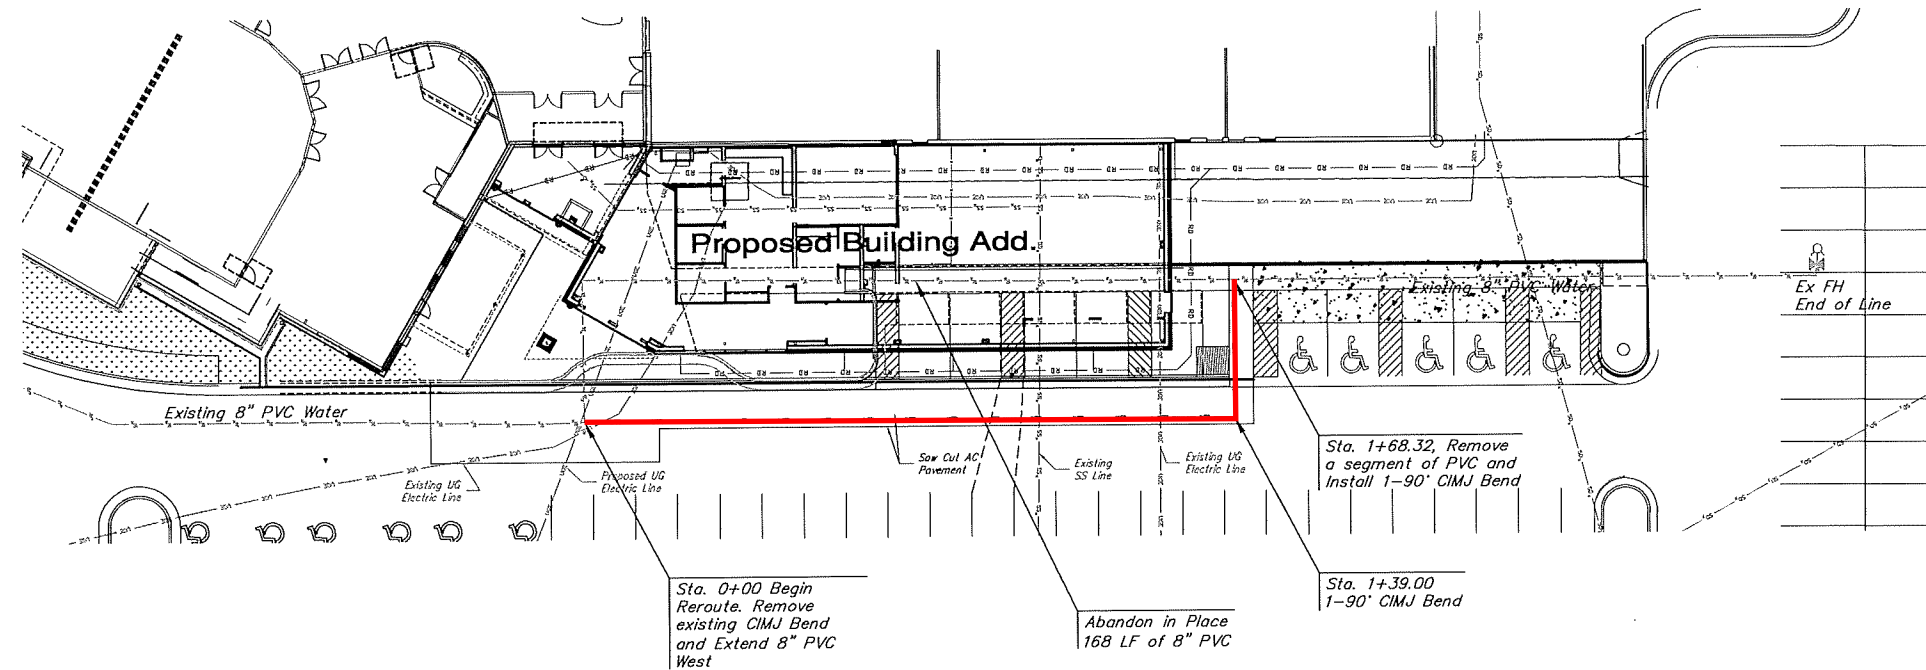 Proposed Building Add.
Existing 8" PVC Water
Ex FH
End of Line
Existing 8" PVC Water
Saw Cut AC
Pavement
Existing
SS Line
Existing UG
Electric Line
Existing UG
Electric Line
Proposed UG
Electric Line
Sta. 1+68.32, Remove
a segment of PVC and
Install 1-90° CIMJ Bend
Sta. 0+00 Begin
Reroute. Remove
existing CIMJ Bend
and Extend 8" PVC
West
Abandon in Place
168 LF of 8" PVC
Sta. 1+39.00
1-90° CIMJ Bend